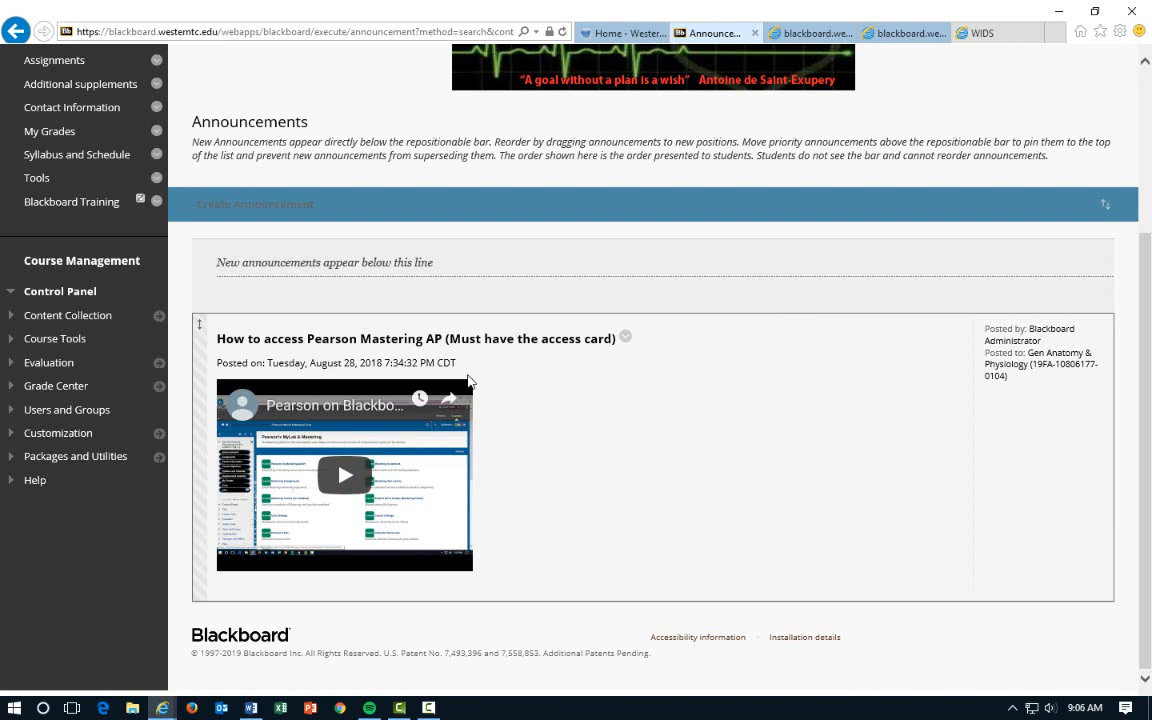 https://blackboard.westerntc.edu/webapps/blackboard/execute/announcement?method=search&cont
Home - Wester...
Announce...
blackboard.we...
blackboard.we...
WIDS
Assignments
Additional supplements
Contact Information
My Grades
Syllabus and Schedule
Tools
Blackboard Training
Course Management
Control Panel
Content Collection
Course Tools
Evaluation
Grade Center
Users and Groups
Customization
Packages and Utilities
Help
"A goal without a plan is a wish" Antoine de Saint-Exupery
Announcements
New Announcements appear directly below the repositionable bar. Reorder by dragging announcements to new positions. Move priority announcements above the repositionable bar to pin them to the top
of the list and prevent new announcements from superseding them. The order shown here is the order presented to students. Students do not see the bar and cannot reorder announcements.
Create Announcement
New announcements appear below this line
How to access Pearson Mastering AP (Must have the access card)
Posted on: Tuesday, August 28, 2018 7:34:32 PM CDT
Pearson on Blackbo...
Pearson's MyLab & Mastering
Posted by: Blackboard
Administrator
Posted to: Gen Anatomy &
Physiology (19FA-10806177-
0104)
Blackboard
Accessibility information · Installation details
© 1997-2019 Blackboard Inc. All Rights Reserved. U.S. Patent No. 7,493,396 and 7,558,853. Additional Patents Pending.
9:06 AM